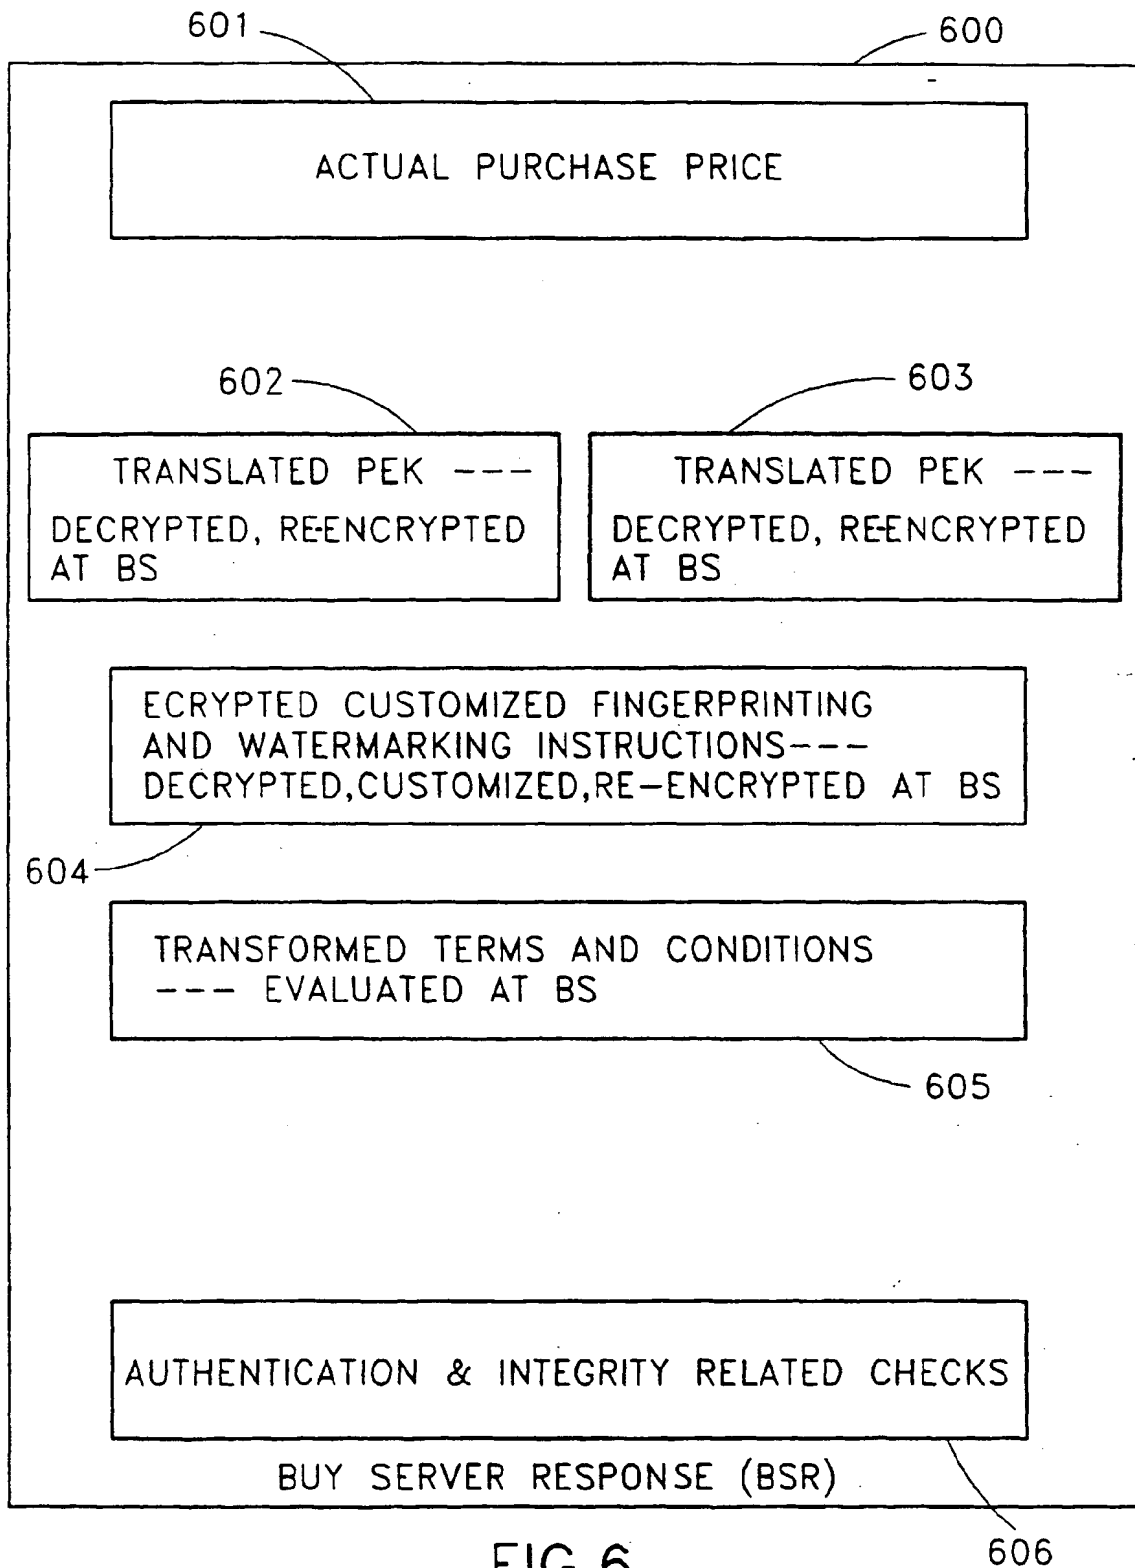 601
600
ACTUAL PURCHASE PRICE
602
603
TRANSLATED PEK ---
DECRYPTED, RE-ENCRYPTED
AT BS
TRANSLATED PEK ---
DECRYPTED, RE-ENCRYPTED
AT BS
ECRYPTED CUSTOMIZED FINGERPRINTING
AND WATERMARKING INSTRUCTIONS---
DECRYPTED,CUSTOMIZED,RE-ENCRYPTED AT BS
604
TRANSFORMED TERMS AND CONDITIONS
--- EVALUATED AT BS
605
AUTHENTICATION & INTEGRITY RELATED CHECKS
BUY SERVER RESPONSE (BSR)
606
FIG.6